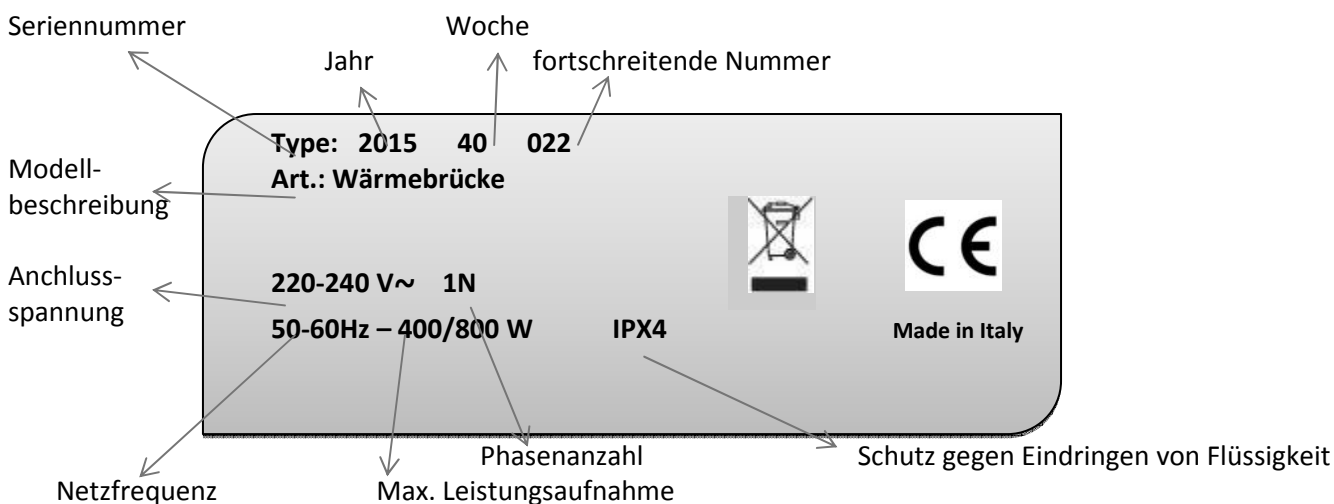 Seriennummer
Woche
Jahr
fortschreitende Nummer
Type: 2015 40 022
Art.: Wärmebrücke
Modell-
beschreibung
CE
Anchluss-
spannung
220-240 V~ 1N
50-60Hz – 400/800 W IPX4 Made in Italy
Phasenanzahl
Schutz gegen Eindringen von Flüssigkeit
Netzfrequenz
Max. Leistungsaufnahme